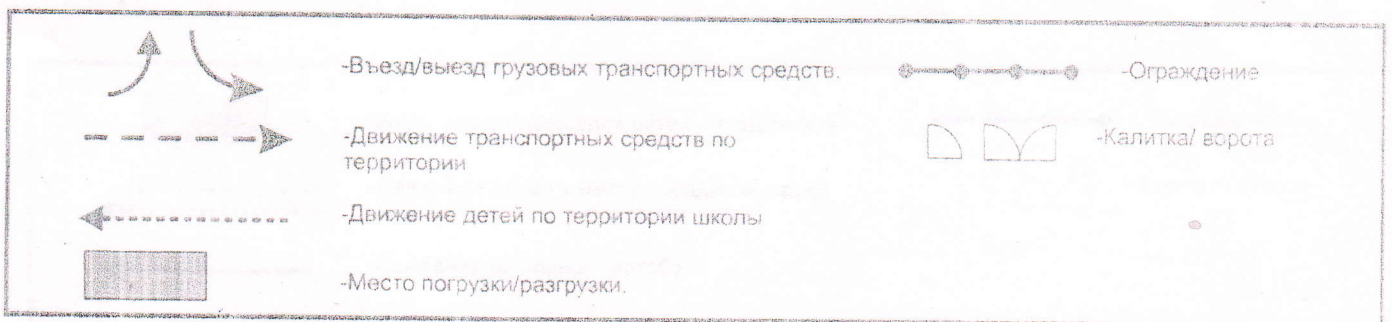 -Въезд/выезд грузовых транспортных средств.
-Движение транспортных средств по
территории
-Движение детей по территории школы
-Место погрузки/разгрузки.
-Ограждение
-Калитка/ ворота